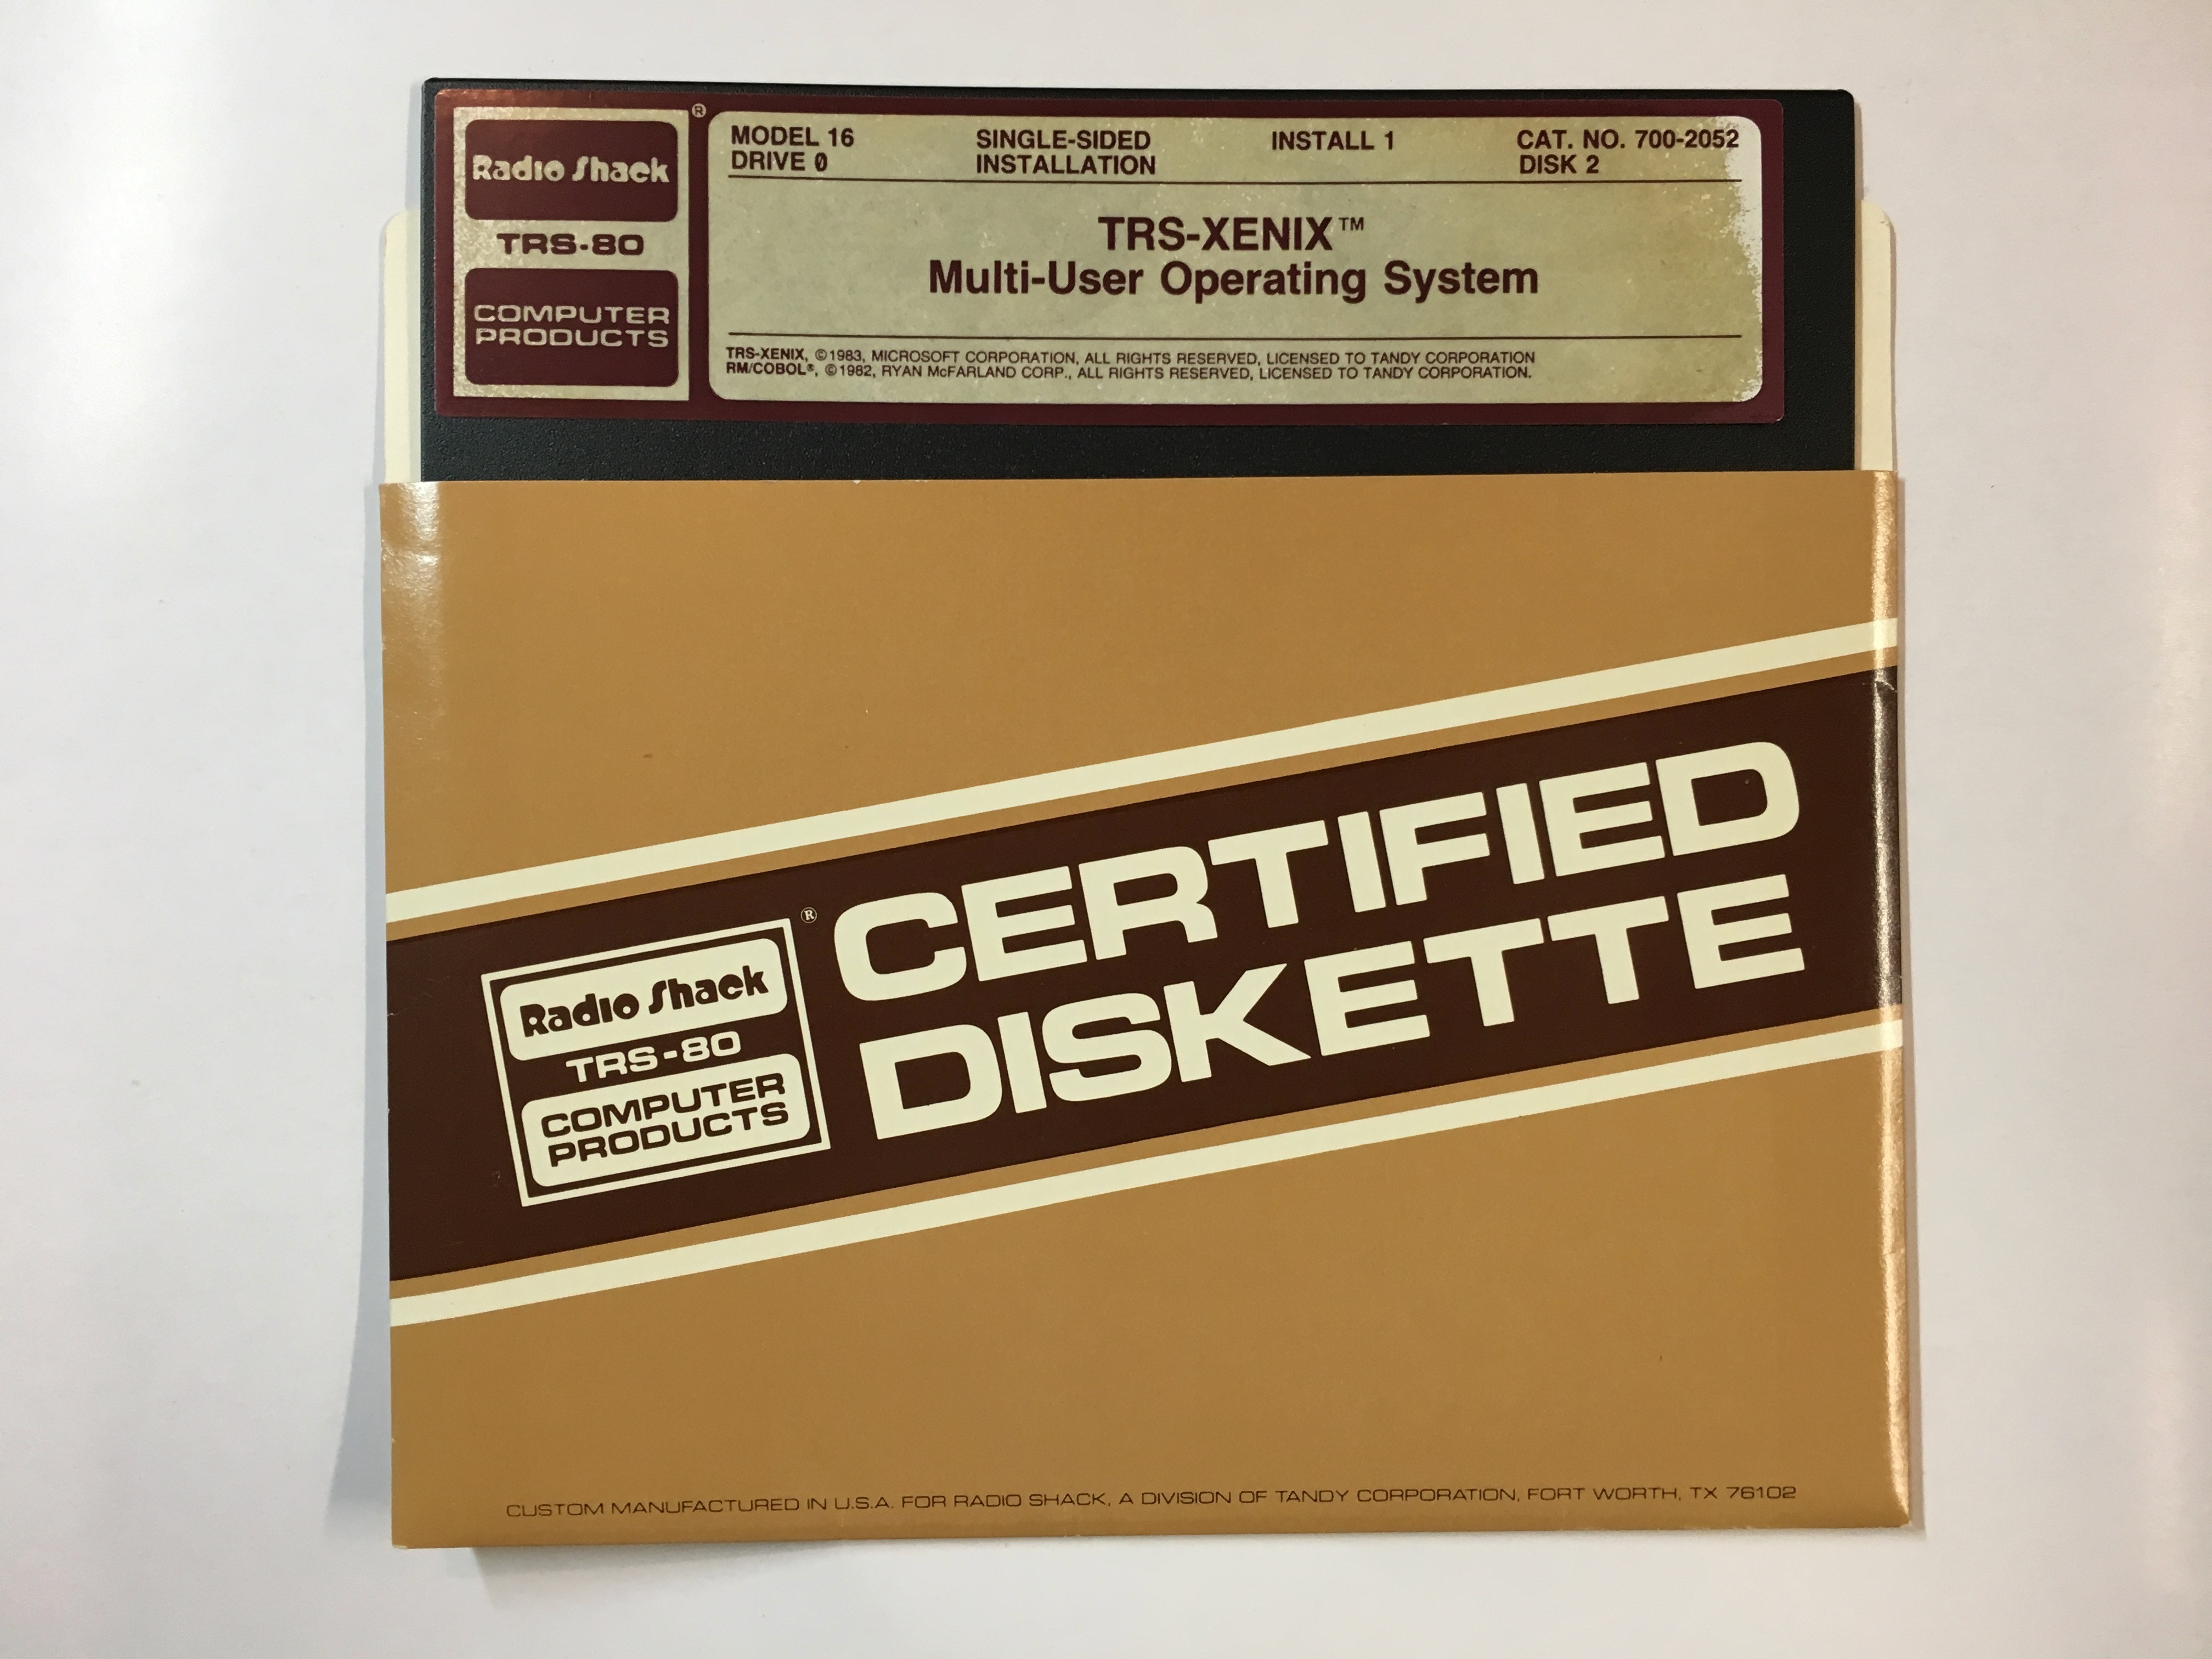 Radio Shack ®
TRS-80
COMPUTER
PRODUCTS
MODEL 16 SINGLE-SIDED INSTALL 1 CAT. NO. 700-2052
DRIVE 0 INSTALLATION DISK 2
TRS-XENIX™
Multi-User Operating System
TRS-XENIX, ©1983, MICROSOFT CORPORATION, ALL RIGHTS RESERVED, LICENSED TO TANDY CORPORATION
RM/COBOL®, ©1982, RYAN McFARLAND CORP., ALL RIGHTS RESERVED, LICENSED TO TANDY CORPORATION.
Radio Shack ®
TRS-80
COMPUTER
PRODUCTS
CERTIFIED
DISKETTE
CUSTOM MANUFACTURED IN U.S.A. FOR RADIO SHACK, A DIVISION OF TANDY CORPORATION, FORT WORTH, TX 76102